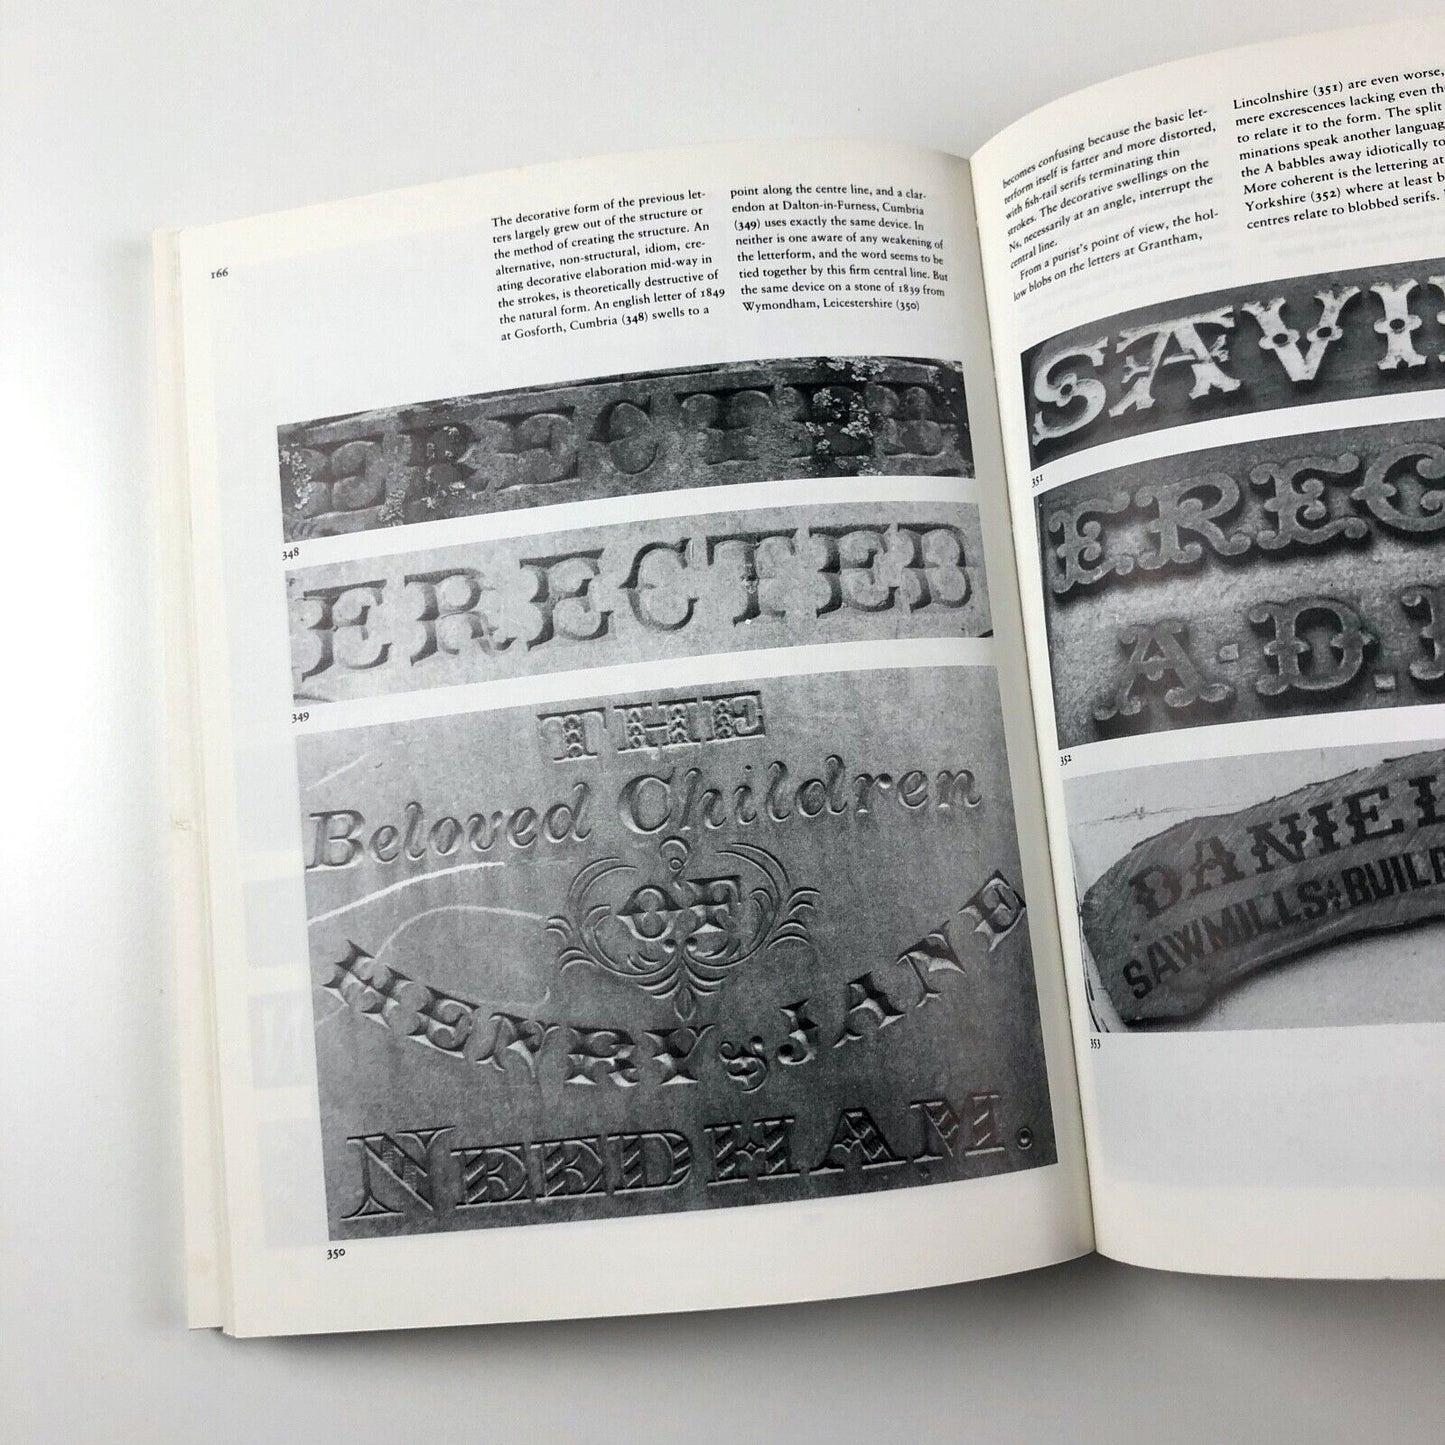 166
The decorative form of the previous let-
ters largely grew out of the structure or
the method of creating the structure. An
alternative, non-structural, idiom, cre-
ating decorative elaboration mid-way in
the strokes, is theoretically destructive of
the natural form. An english letter of 1849
at Gosforth, Cumbria (348) swells to a
point along the centre line, and a clar-
endon at Dalton-in-Furness, Cumbria
(349) uses exactly the same device. In
neither is one aware of any weakening of
the letterform, and the word seems to be
tied together by this firm central line. But
the same device on a stone of 1839 from
Wymondham, Leicestershire (350)
ERECTED
348
ERECTED
349
THE
Beloved Children
OF
HENRY & JANE
NEEDHAM.
350
becomes confusing because the basic let-
terform itself is fatter and more distorted,
with fish-tail serifs terminating thin
strokes. The decorative swellings on the
Ns, necessarily at an angle, interrupt the
central line.
From a purist's point of view, the hol-
low blobs on the letters at Grantham,
Lincolnshire (351) are even worse,
mere excrescences lacking even th
to relate it to the form. The split
minations speak another languag
the A babbles away idiotically to
More coherent is the lettering at
Yorkshire (352) where at least b
centres relate to blobbed serifs.
SAVI
351
E.R.E.C
A.D.
352
DANIEL
SAWMILLS & BUILD
353